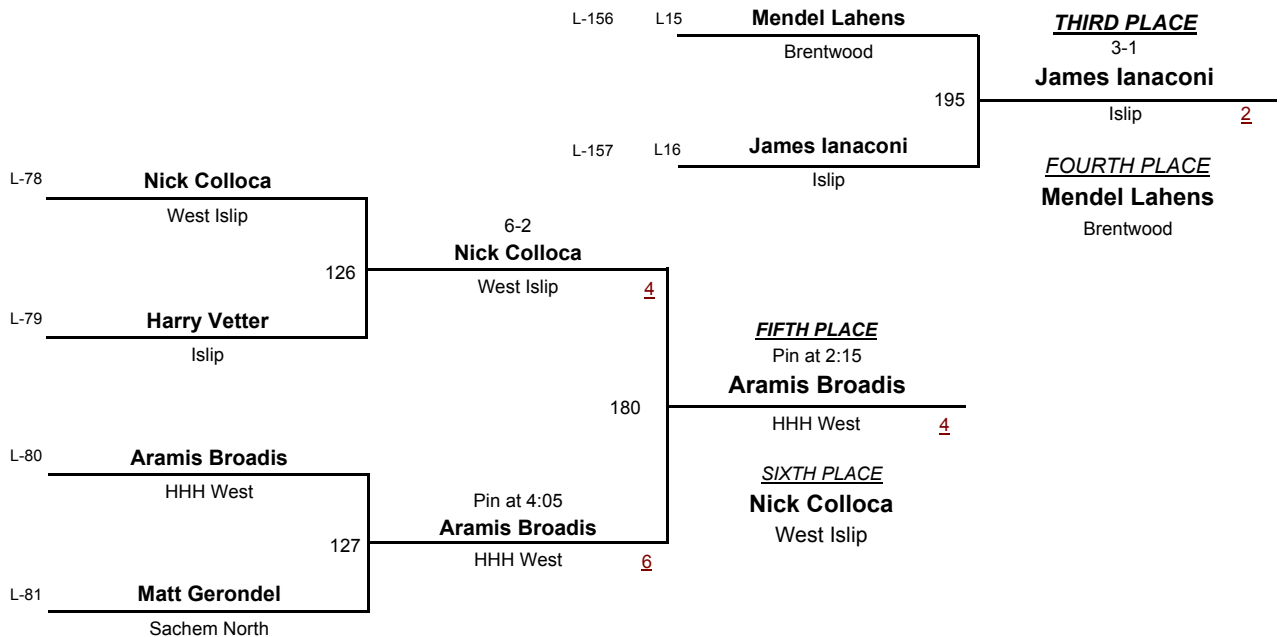 L-156 L15 Mendel Lahens
Brentwood
195
L-157 L16 James Ianaconi
Islip
THIRD PLACE
3-1
James Ianaconi
Islip 2
FOURTH PLACE
Mendel Lahens
Brentwood
L-78 Nick Colloca
West Islip
126
L-79 Harry Vetter
Islip
6-2
Nick Colloca
West Islip 4
L-80 Aramis Broadis
HHH West
127
L-81 Matt Gerondel
Sachem North
Pin at 4:05
Aramis Broadis
HHH West 6
180
FIFTH PLACE
Pin at 2:15
Aramis Broadis
HHH West 4
SIXTH PLACE
Nick Colloca
West Islip